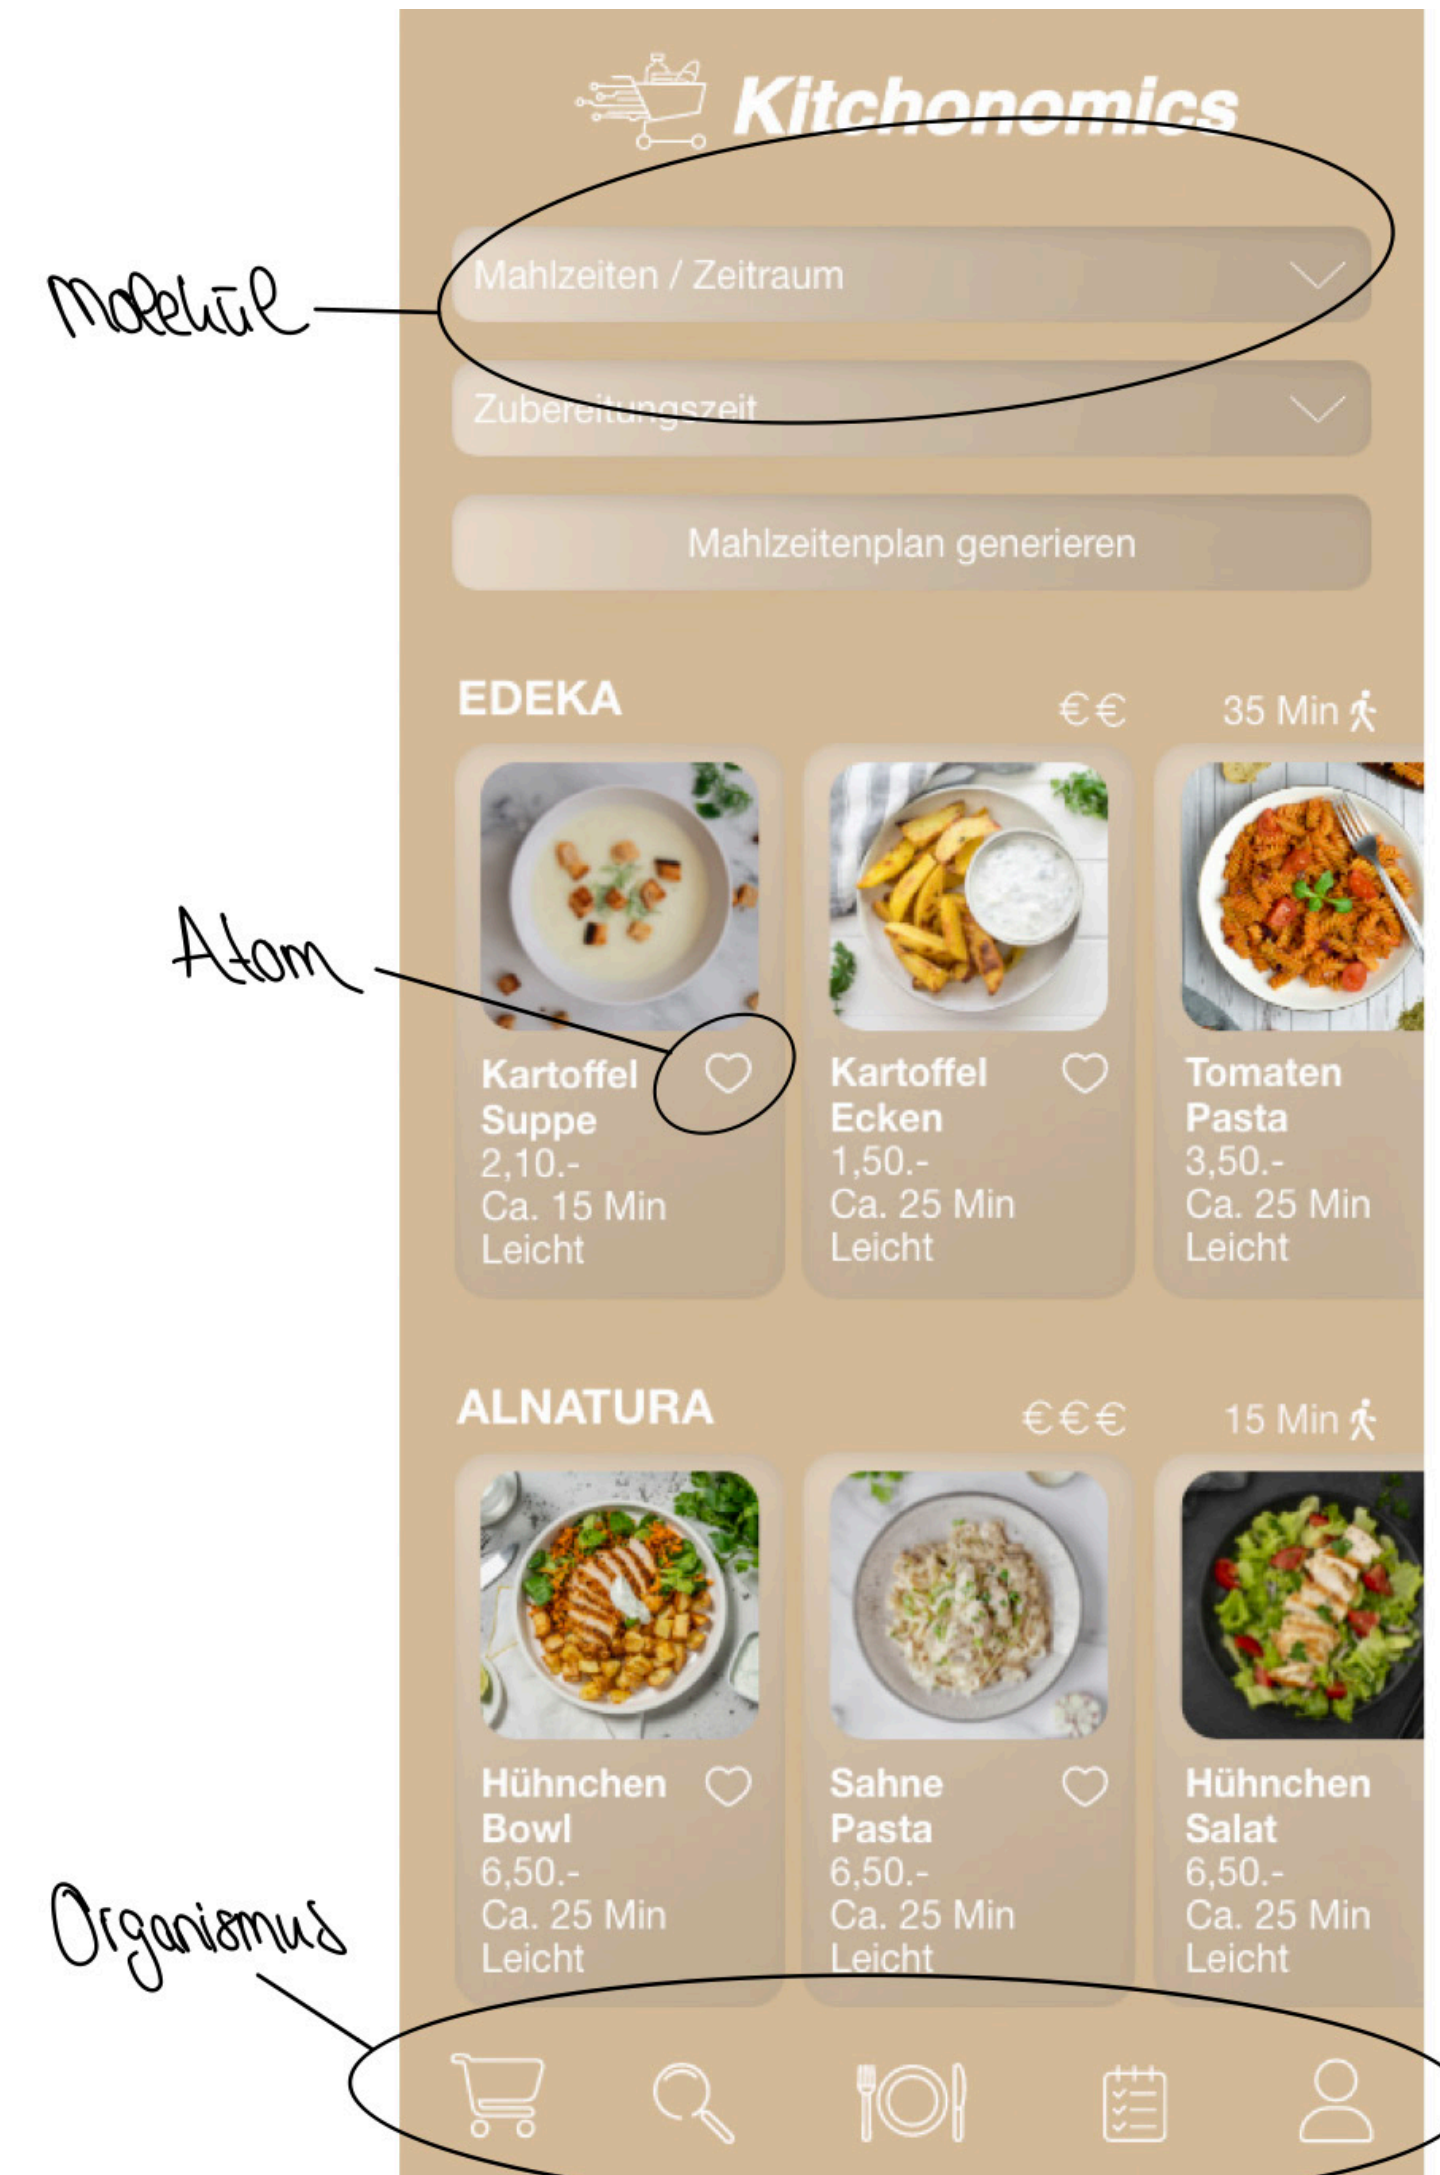 Kitchonomics
Molekül
Mahlzeiten / Zeitraum
Zubereitungszeit
Mahlzeitenplan generieren
EDEKA €€ 35 Min
Atom
Kartoffel
Suppe
2,10.-
Ca. 15 Min
Leicht
Kartoffel
Ecken
1,50.-
Ca. 25 Min
Leicht
Tomaten
Pasta
3,50.-
Ca. 25 Min
Leicht
ALNATURA €€€ 15 Min
Hühnchen
Bowl
6,50.-
Ca. 25 Min
Leicht
Sahne
Pasta
6,50.-
Ca. 25 Min
Leicht
Hühnchen
Salat
6,50.-
Ca. 25 Min
Leicht
Organismus